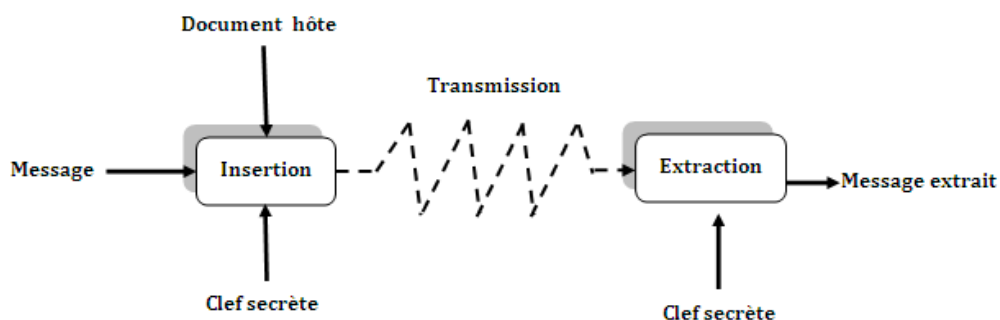 Document hôte
Transmission
Message
Insertion
Extraction
Message extrait
Clef secrète
Clef secrète